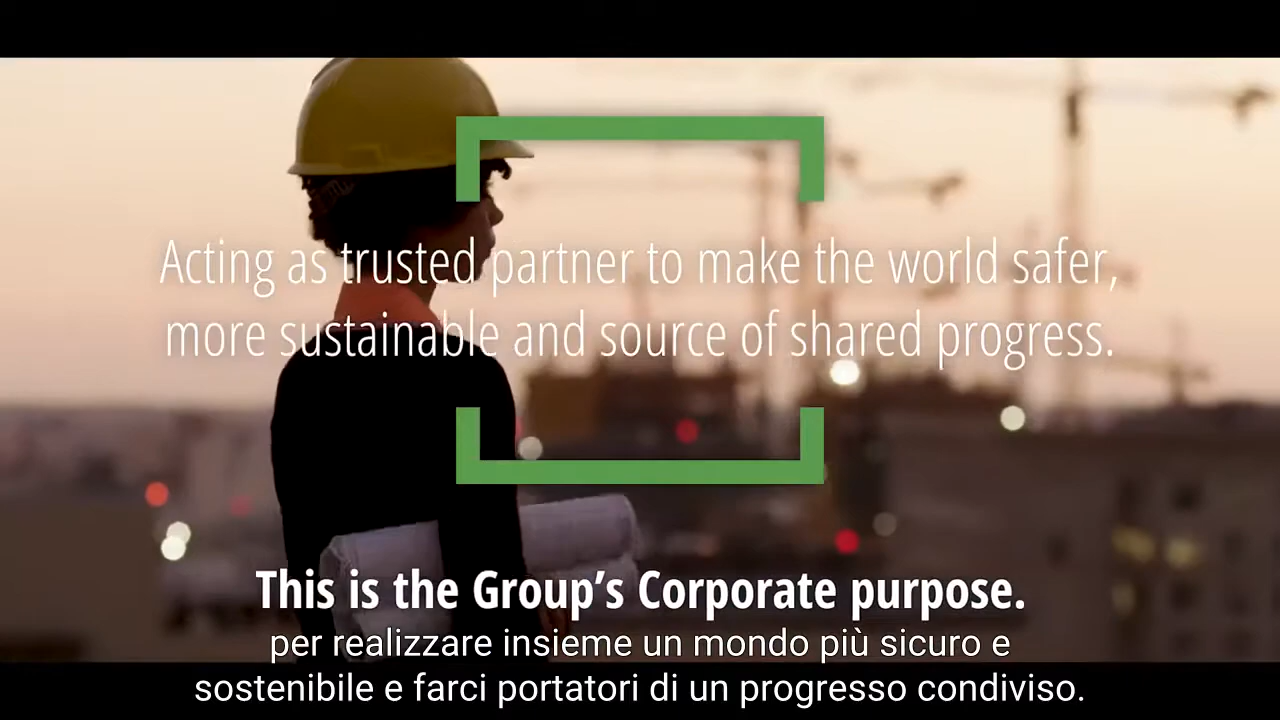 Acting as trusted partner to make the world safer,
more sustainable and source of shared progress.
This is the Group’s Corporate purpose.
per realizzare insieme un mondo più sicuro e
sostenibile e farci portatori di un progresso condiviso.